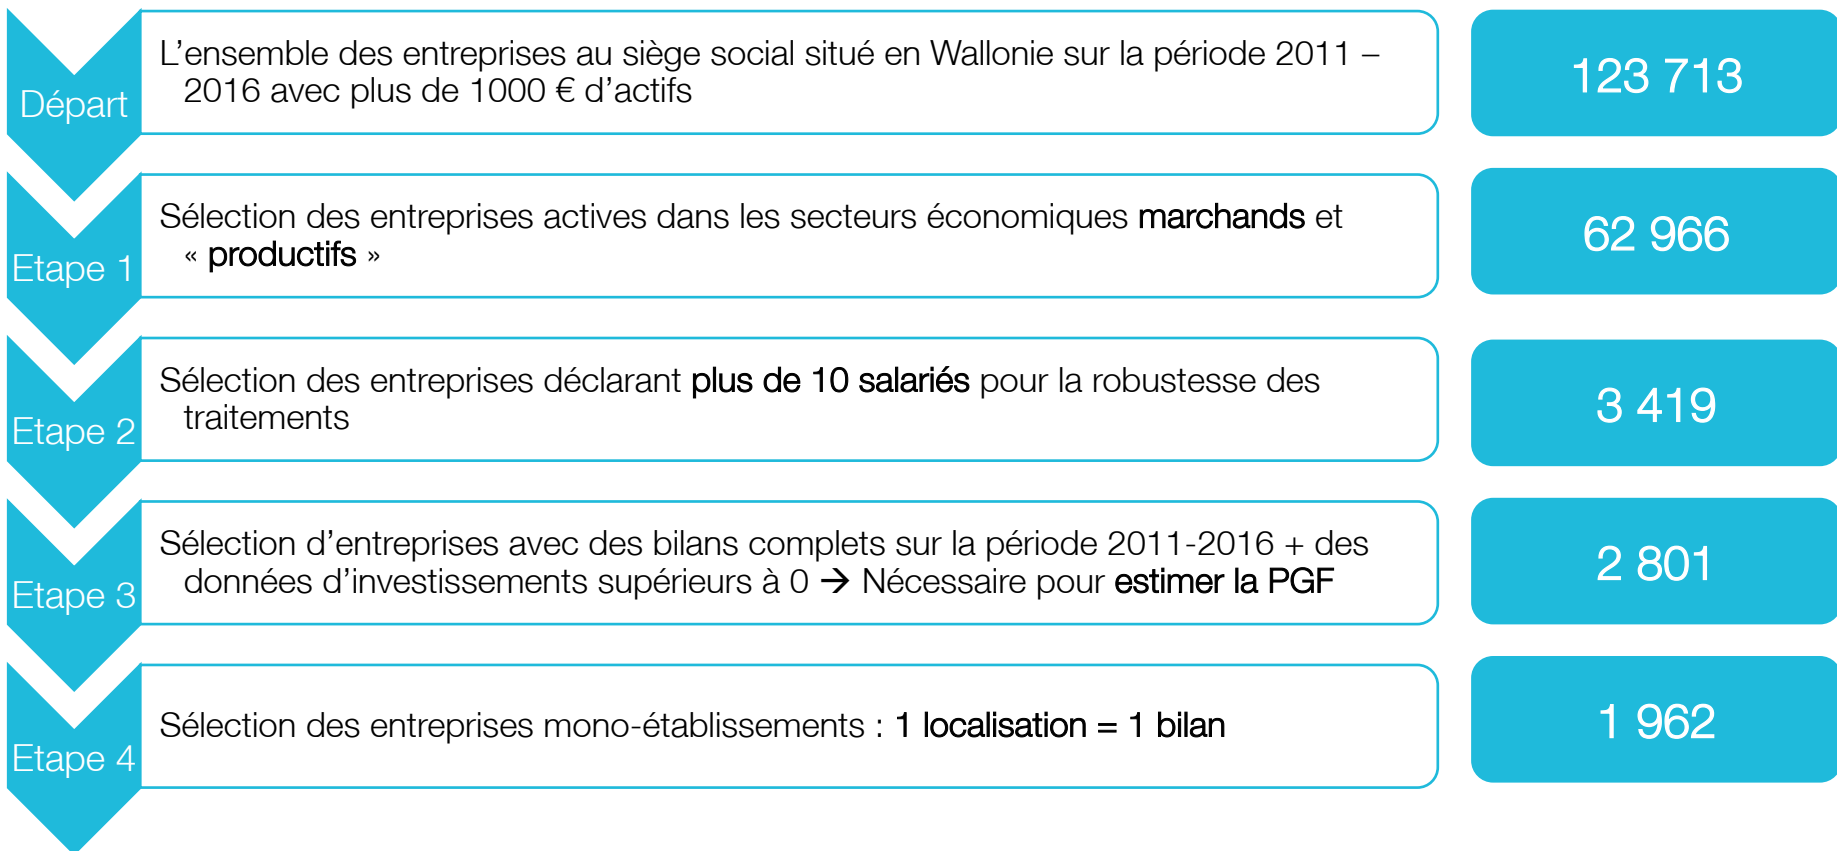 Départ
L’ensemble des entreprises au siège social situé en Wallonie sur la période 2011 –
2016 avec plus de 1000 € d’actifs
123 713
Etape 1
Sélection des entreprises actives dans les secteurs économiques marchands et
« productifs »
62 966
Etape 2
Sélection des entreprises déclarant plus de 10 salariés pour la robustesse des
traitements
3 419
Etape 3
Sélection d’entreprises avec des bilans complets sur la période 2011-2016 + des
données d’investissements supérieurs à 0 → Nécessaire pour estimer la PGF
2 801
Etape 4
Sélection des entreprises mono-établissements : 1 localisation = 1 bilan
1 962